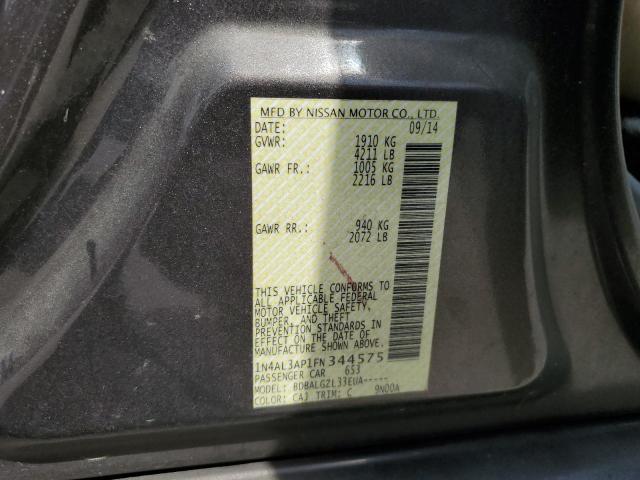 MFD BY NISSAN MOTOR CO., LTD.
DATE: 09/14
GVWR: 1910 KG
4211 LB
GAWR FR.: 1005 KG
2216 LB
GAWR RR.: 940 KG
2072 LB
THIS VEHICLE CONFORMS TO
ALL APPLICABLE FEDERAL
MOTOR VEHICLE SAFETY,
BUMPER, AND THEFT
PREVENTION STANDARDS IN
EFFECT ON THE DATE OF
MANUFACTURE SHOWN ABOVE.
1N4AL3AP1FN344575
PASSENGER CAR 653
MODEL: BDBALGZL33EUA-----
COLOR: CAJ TRIM: C 9N00A